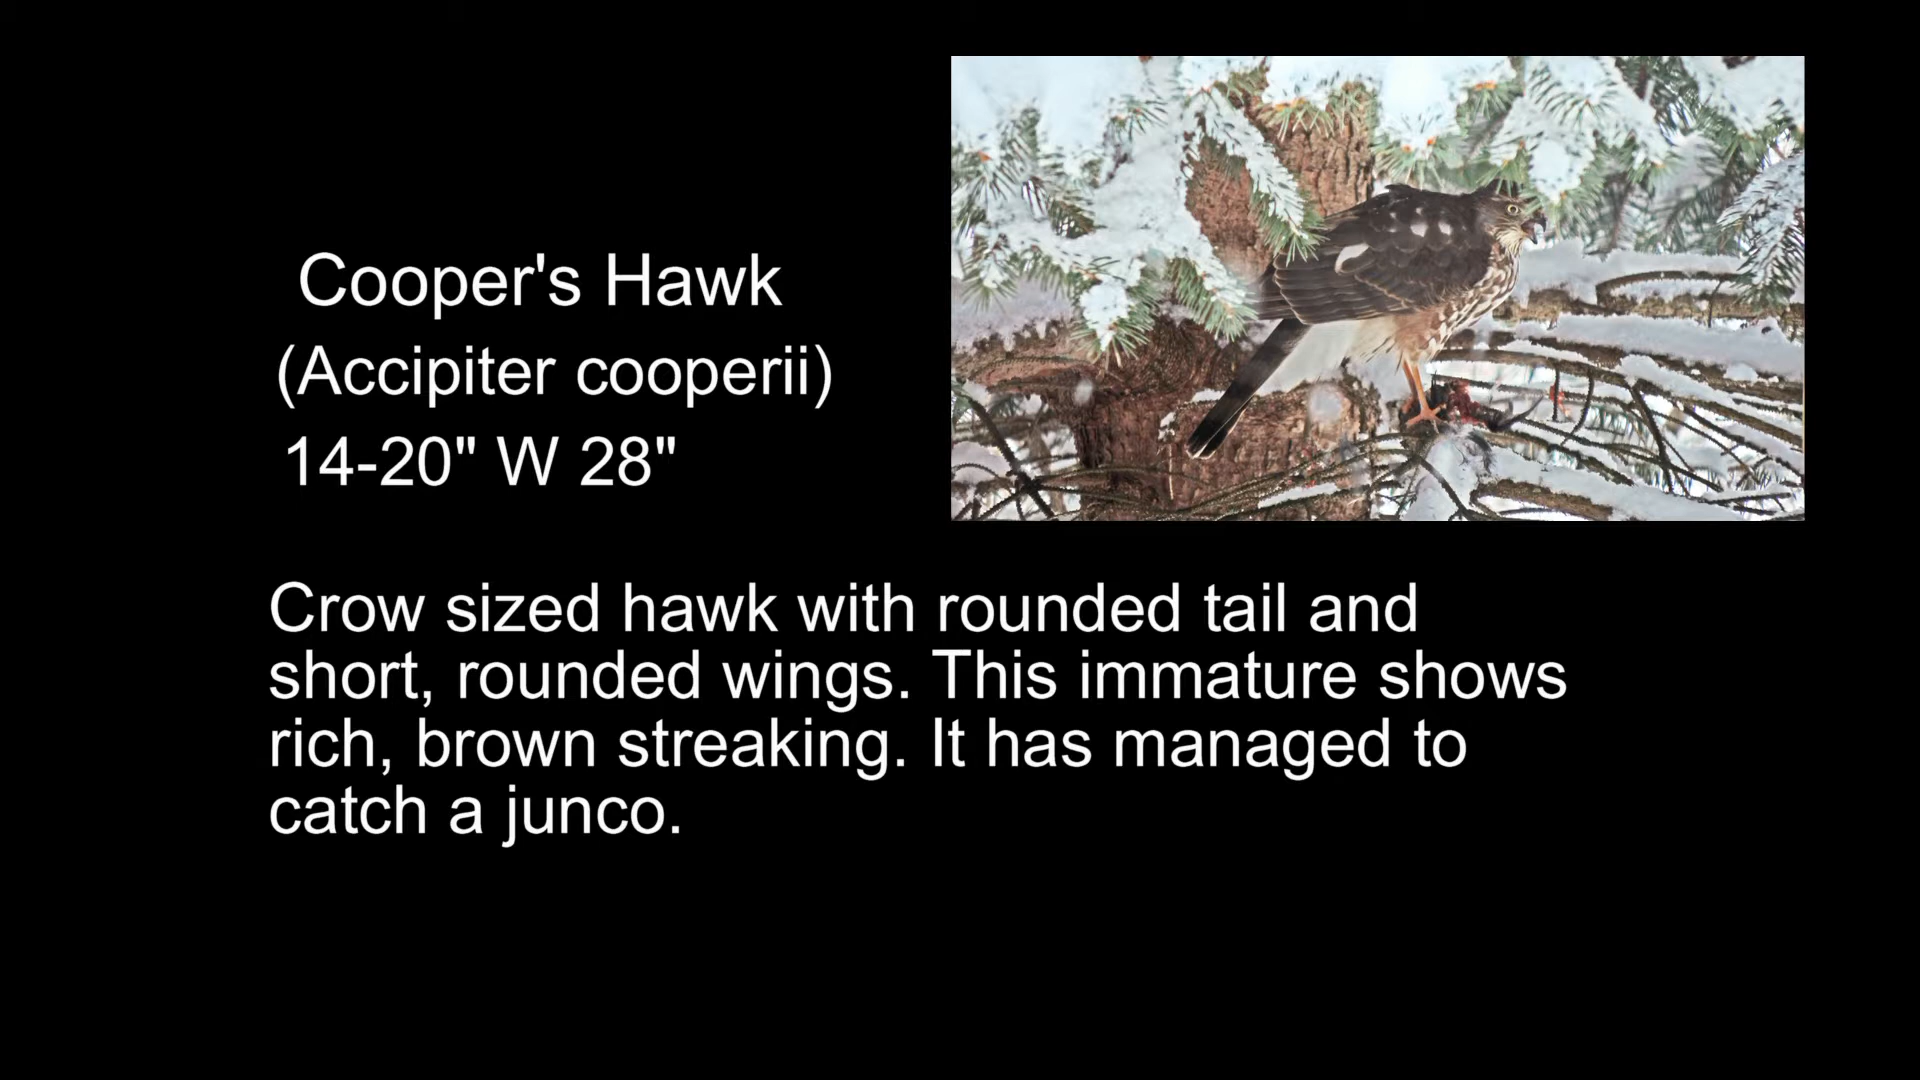 Cooper's Hawk
(Accipiter cooperii)
14-20" W 28"
Crow sized hawk with rounded tail and
short, rounded wings. This immature shows
rich, brown streaking. It has managed to
catch a junco.